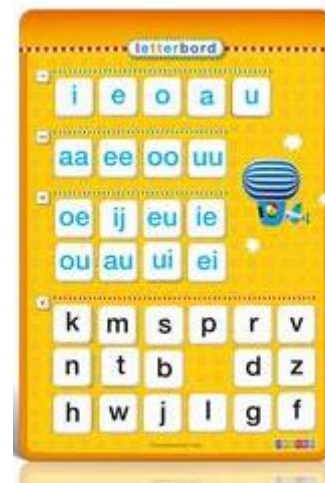 letterbord
i e o a u
aa ee oo uu
oe ij eu ie
ou au ui ei
k m s p r v
n t b d z
h w j l g f